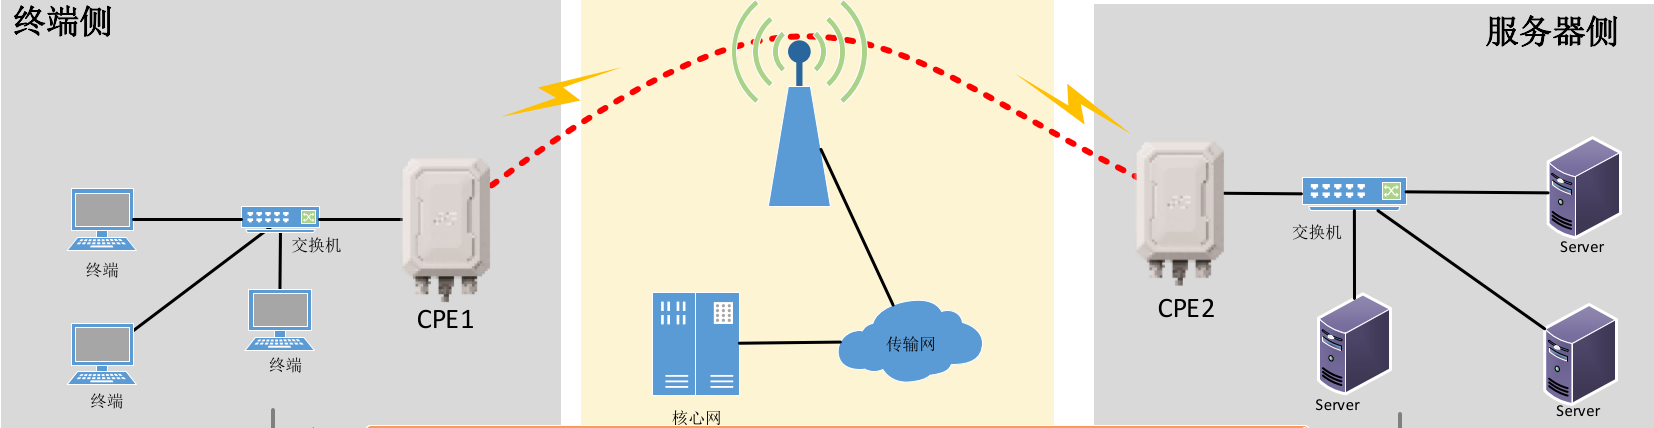 终端侧
服务器侧
终端
交换机
终端
终端
CPE1
核心网
传输网
CPE2
交换机
Server
Server
Server